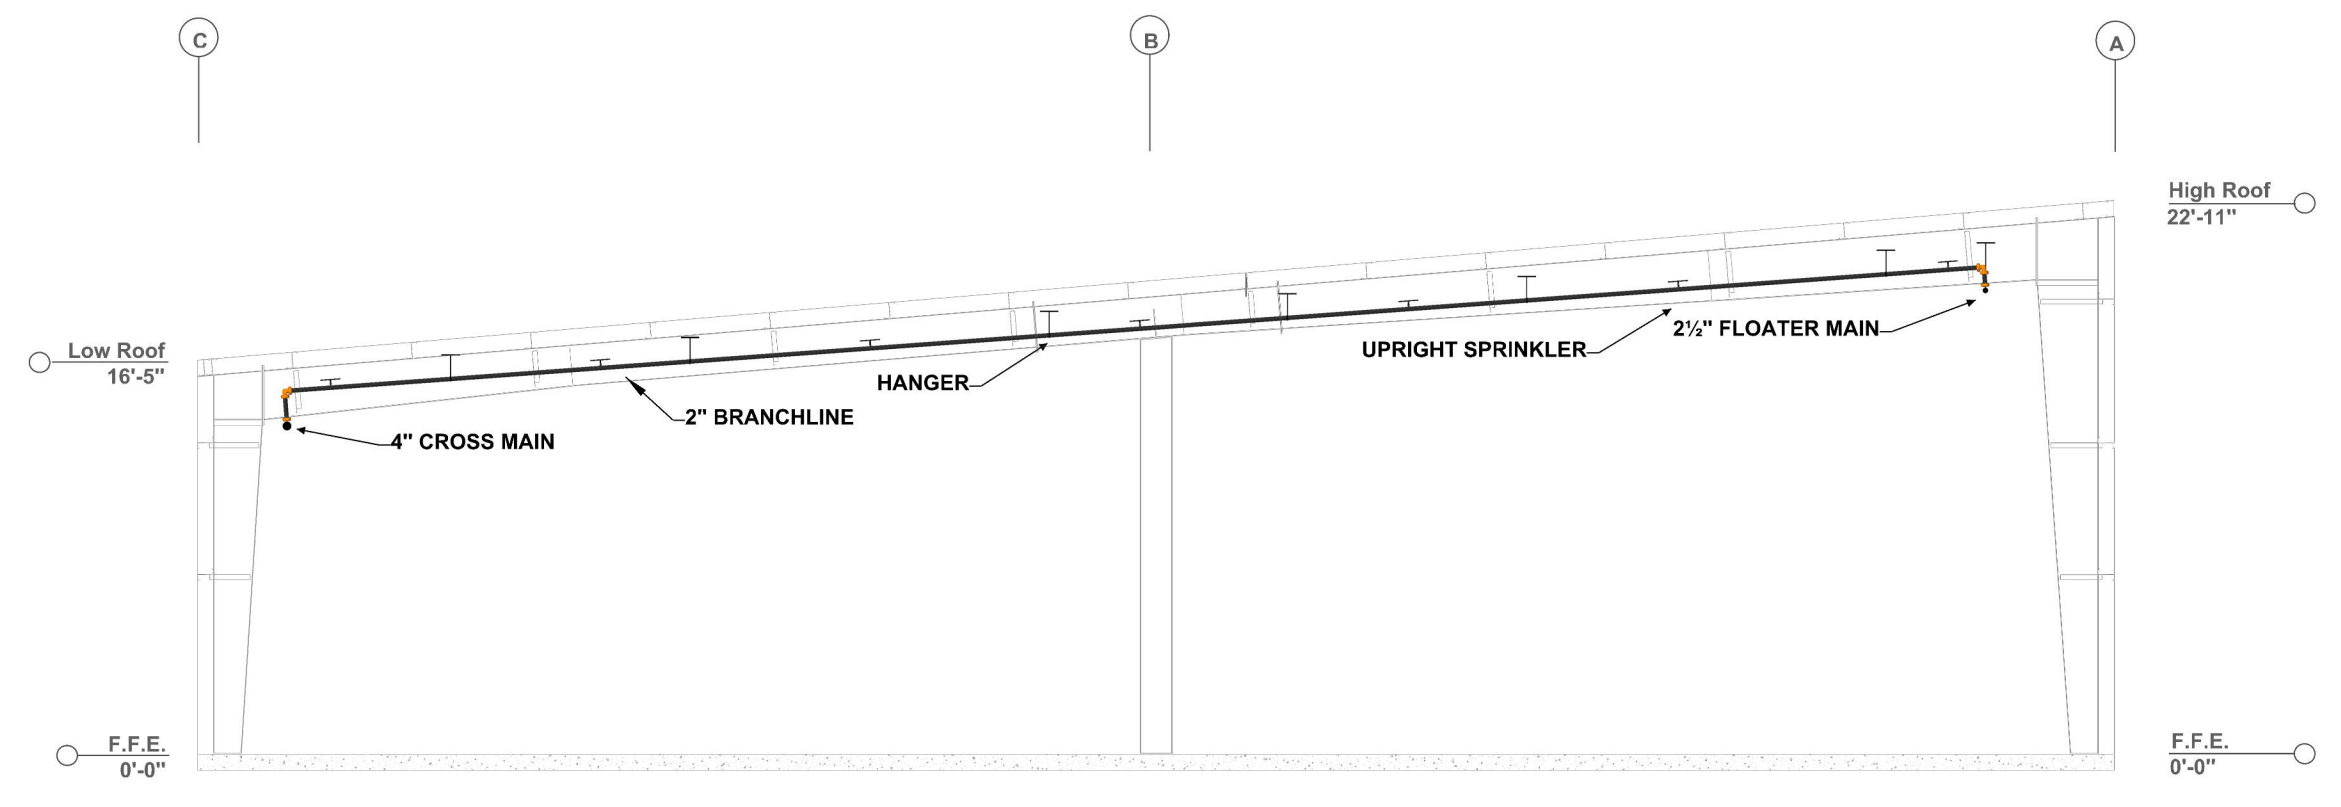 C
B
A
High Roof
22'-11"
Low Roof
16'-5"
2½" FLOATER MAIN
UPRIGHT SPRINKLER
HANGER
2" BRANCHLINE
4" CROSS MAIN
F.F.E.
0'-0"
F.F.E.
0'-0"